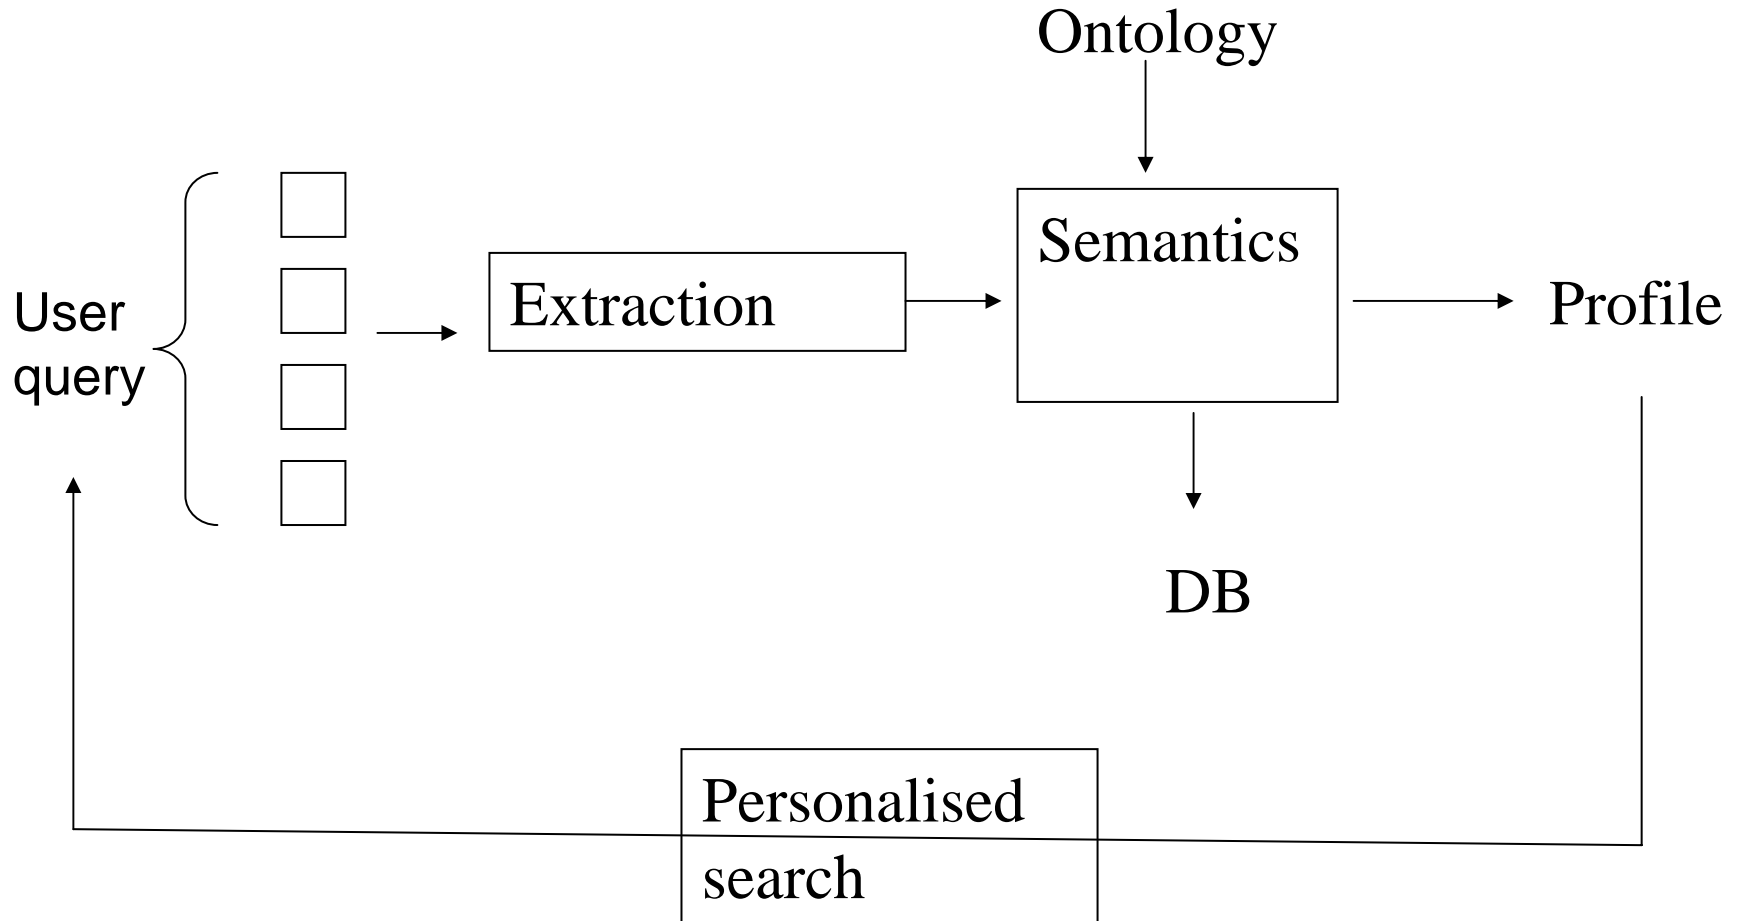 Ontology
Semantics
User
query
Extraction
Profile
DB
Personalised
search